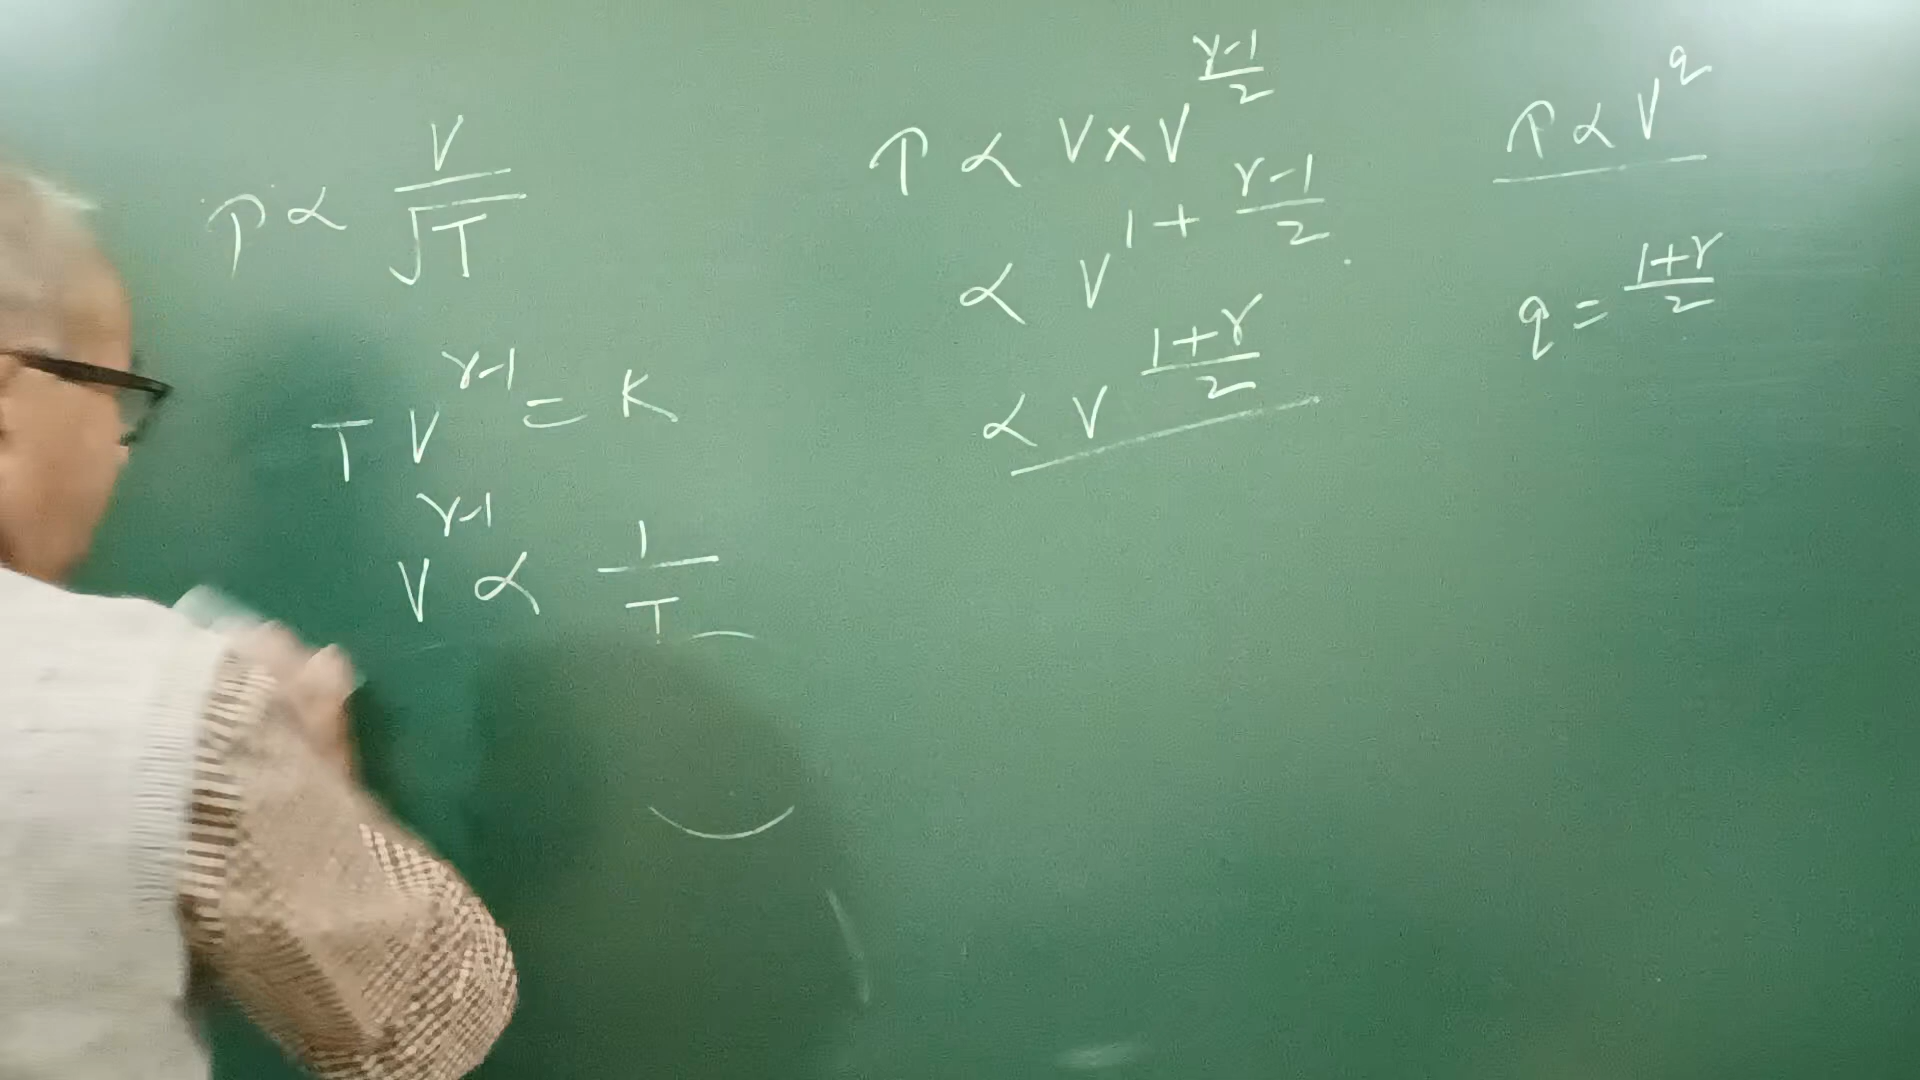 τ ∝ V/√T
T V^(γ-1) = K
V^(γ-1) ∝ 1/T
τ ∝ V × V^((γ-1)/2)
∝ V^(1 + (γ-1)/2)
∝ V^((1+γ)/2)
τ ∝ V^q
q = (1+γ)/2